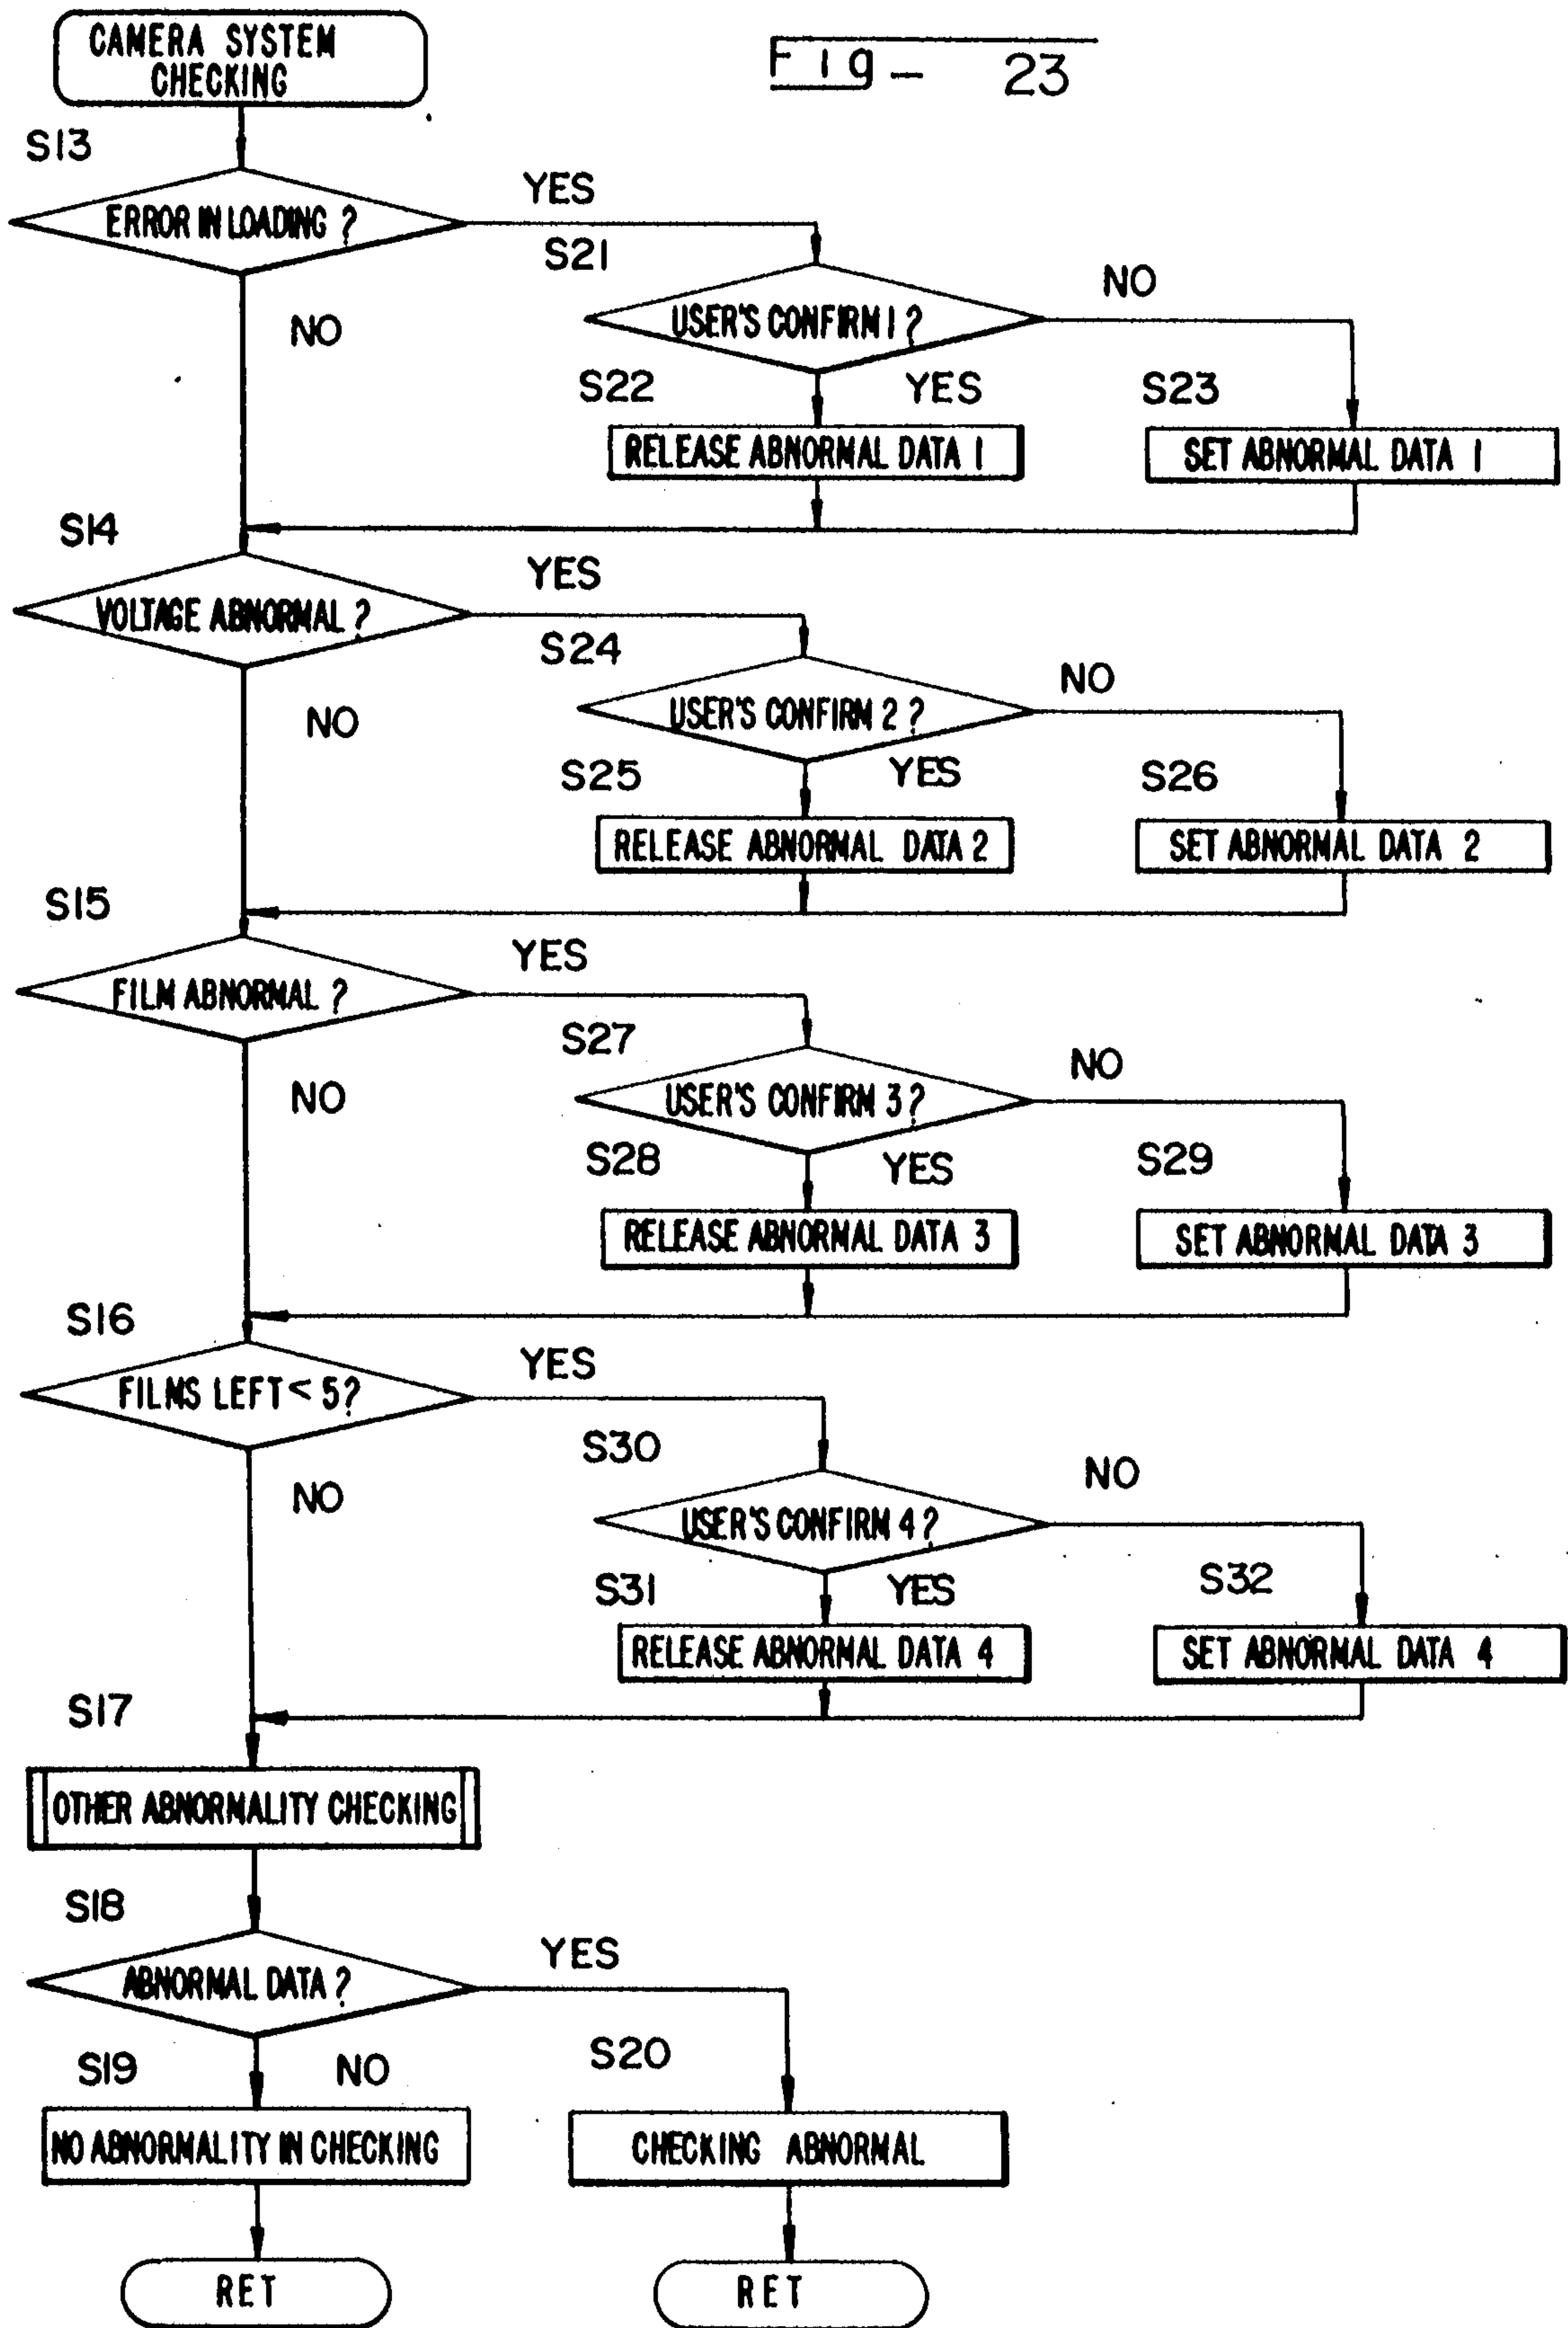 CAMERA SYSTEM
CHECKING
Fig- 23
S13
ERROR IN LOADING ?
YES
NO
S21
USER'S CONFIRM 1 ?
NO
S22
YES
S23
RELEASE ABNORMAL DATA 1
SET ABNORMAL DATA 1
S14
VOLTAGE ABNORMAL ?
YES
NO
S24
USER'S CONFIRM 2 ?
NO
S25
YES
S26
RELEASE ABNORMAL DATA 2
SET ABNORMAL DATA 2
S15
FILM ABNORMAL ?
YES
NO
S27
USER'S CONFIRM 3?
NO
S28
YES
S29
RELEASE ABNORMAL DATA 3
SET ABNORMAL DATA 3
S16
FILMS LEFT < 5?
YES
NO
S30
USER'S CONFIRM 4?
NO
S31
YES
S32
RELEASE ABNORMAL DATA 4
SET ABNORMAL DATA 4
S17
OTHER ABNORMALITY CHECKING
S18
ABNORMAL DATA ?
YES
S19
NO
S20
NO ABNORMALITY IN CHECKING
CHECKING ABNORMAL
RET
RET